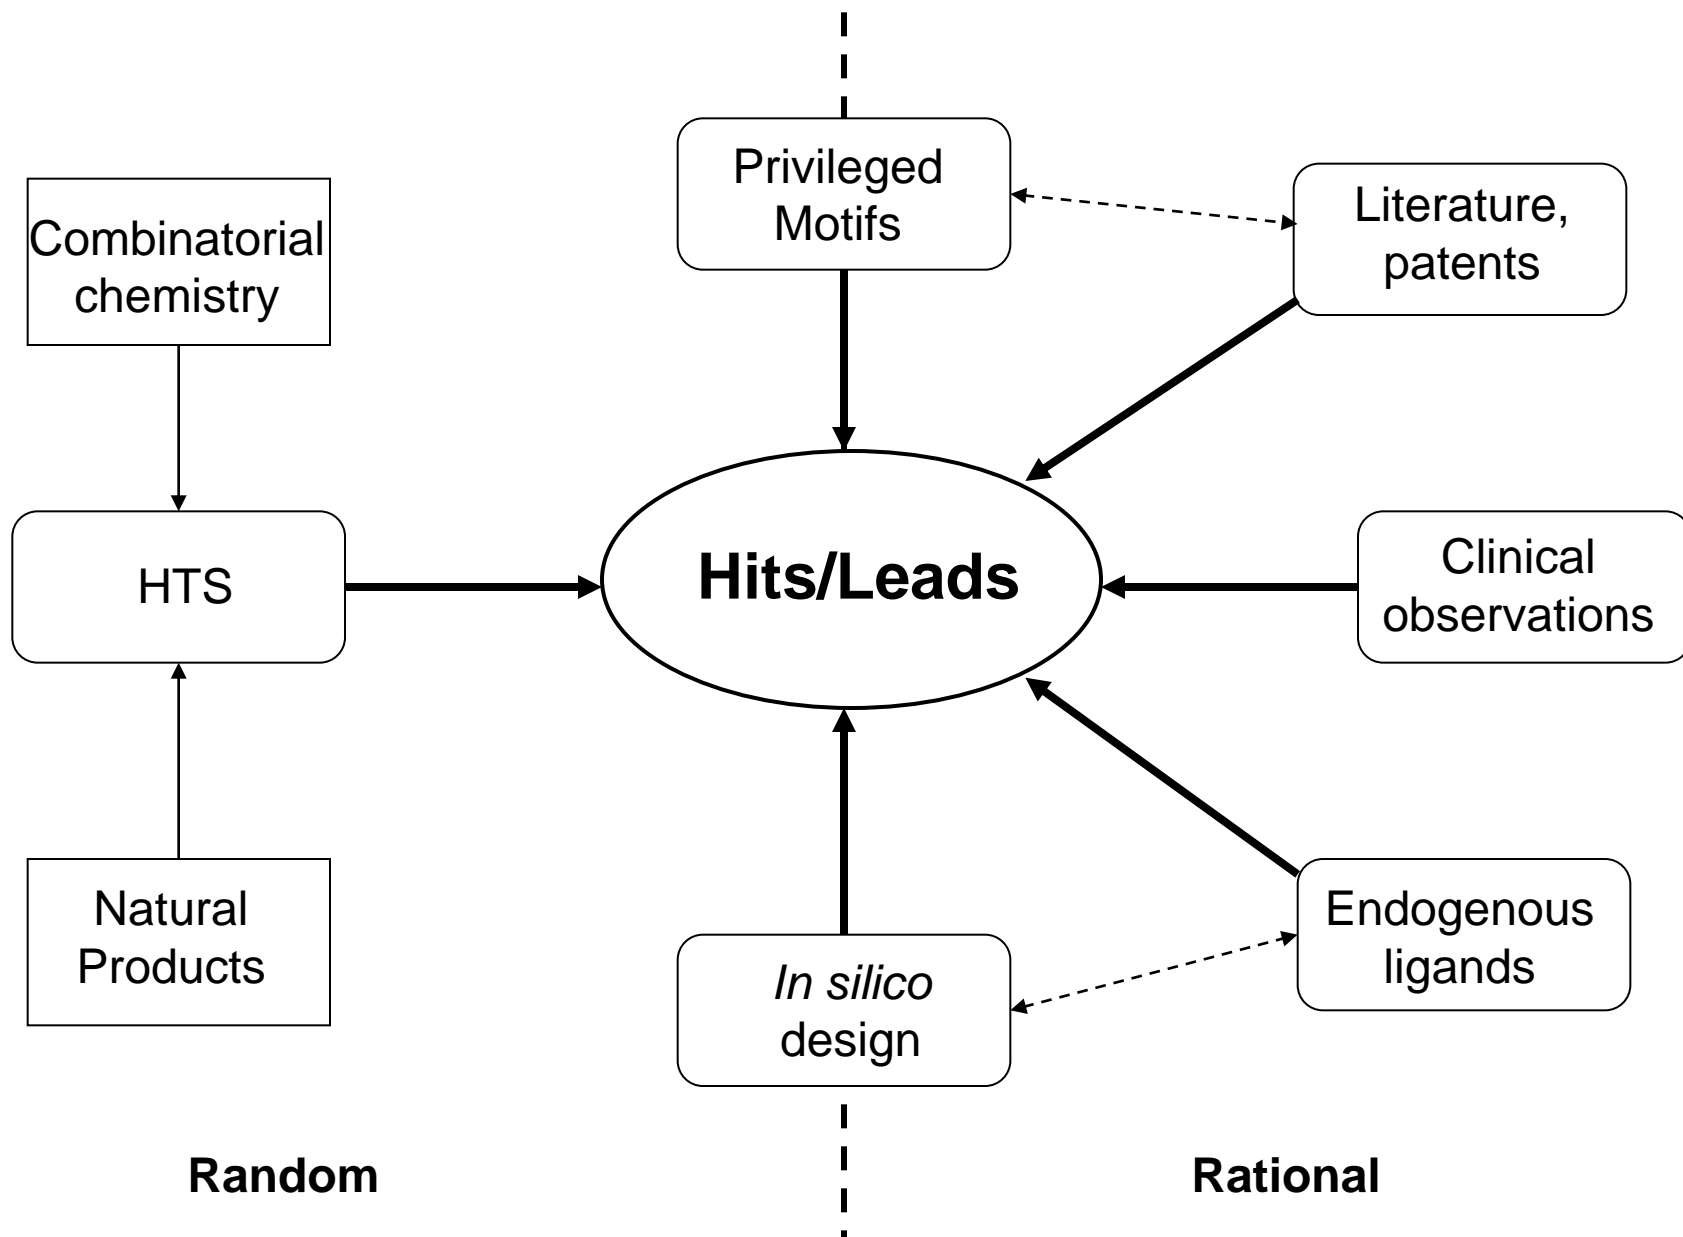 Privileged
Motifs
Literature,
patents
Combinatorial
chemistry
HTS
Hits/Leads
Clinical
observations
Natural
Products
In silico
design
Endogenous
ligands
Random
Rational